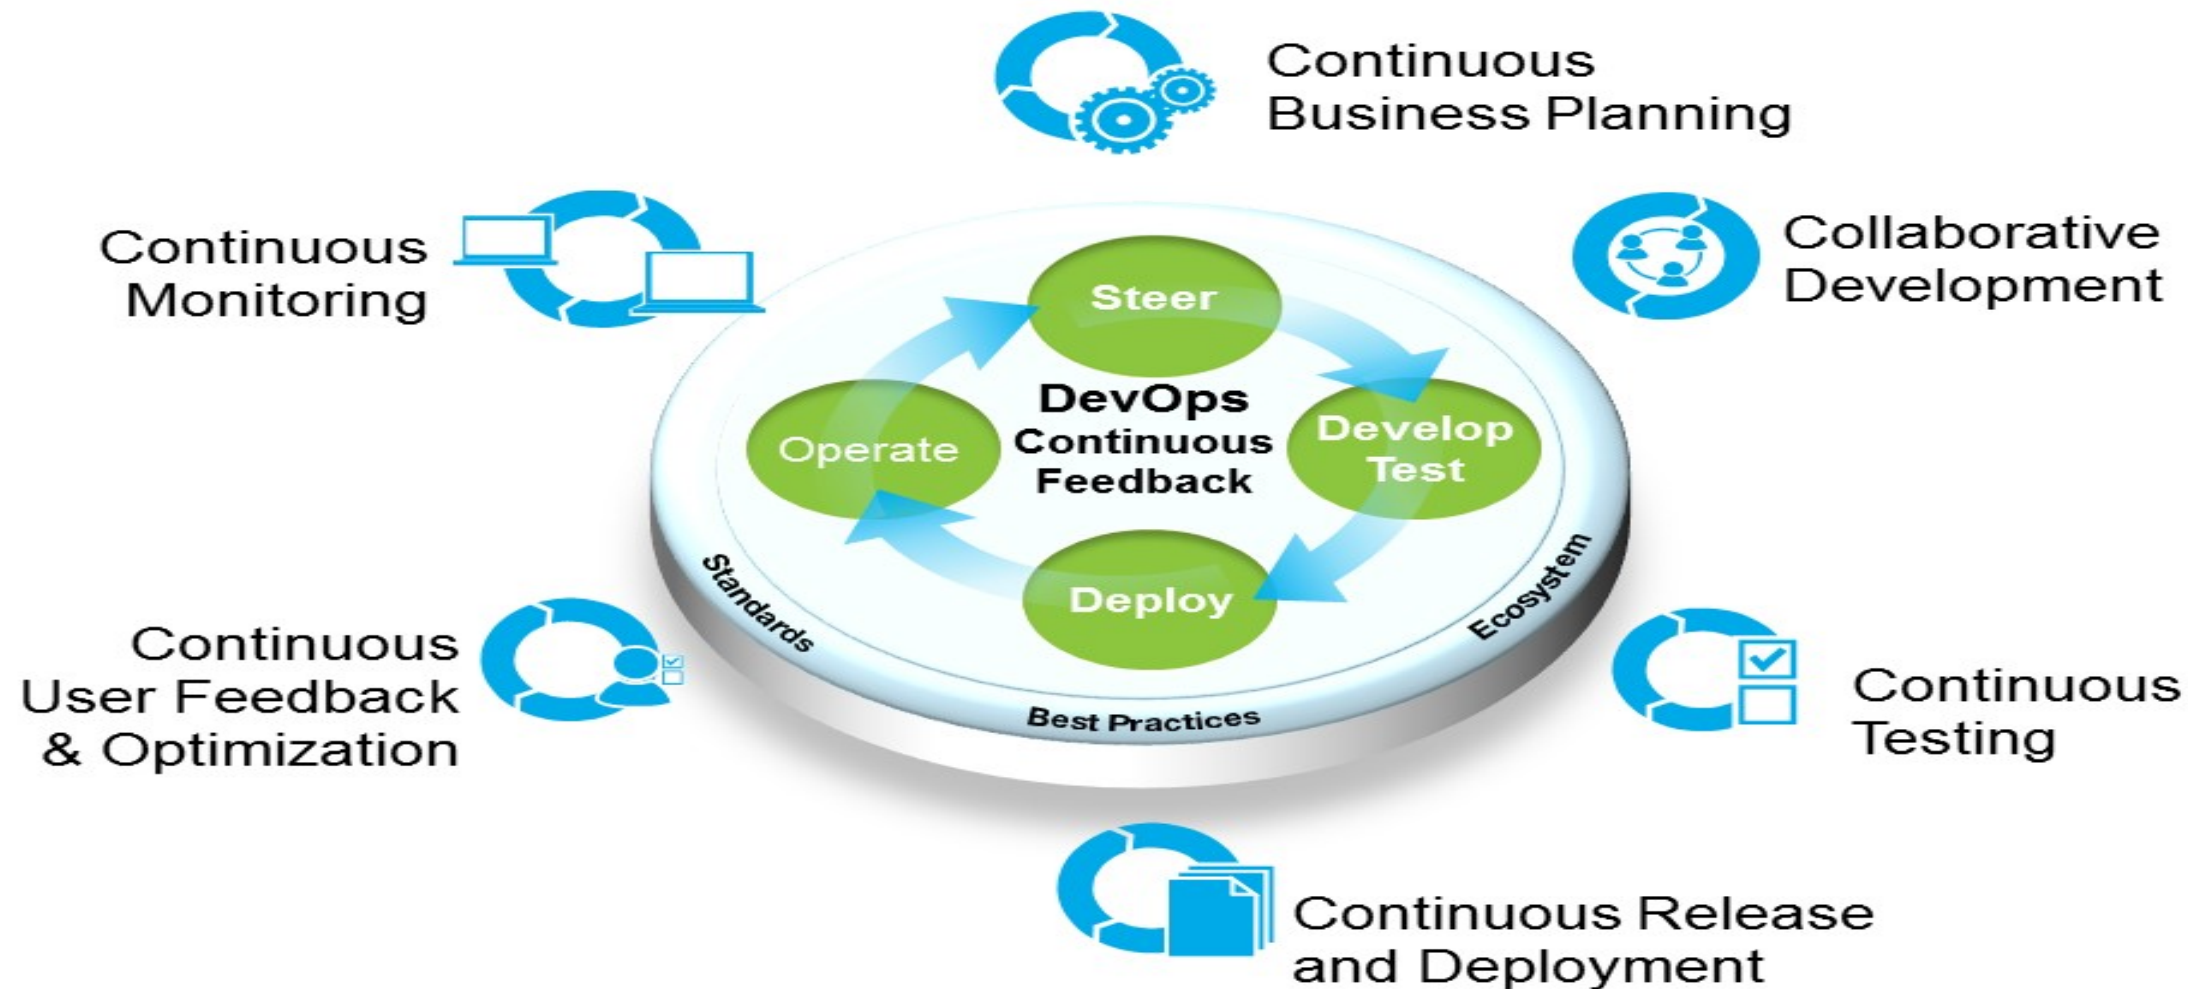 Continuous
Business Planning
Collaborative
Development
Continuous
Monitoring
Steer
DevOps
Continuous
Feedback
Develop
Test
Operate
Deploy
Standards
Best Practices
Ecosystem
Continuous
User Feedback
& Optimization
Continuous
Testing
Continuous Release
and Deployment